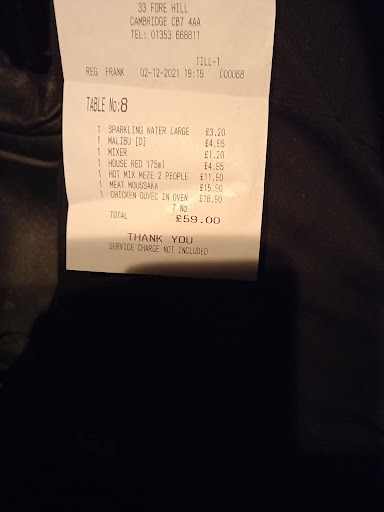 33 FORE HILL
CAMBRIDGE CB7 4AA
TEL: 01353 668811
TILL-1
REG FRANK 02-12-2021 19:19 000068
TABLE No:8
1 SPARKLING WATER LARGE £3.20
1 MALIBU [D] £4.95
1 MIXER £1.20
1 HOUSE RED 175ml £4.95
1 HOT MIX MEZE 2 PEOPLE £11.90
1 MEAT MOUSSAKA £15.90
1 CHICKEN GUVEC IN OVEN £16.90
7 No
TOTAL £59.00
THANK YOU
SERVICE CHARGE NOT INCLUDED